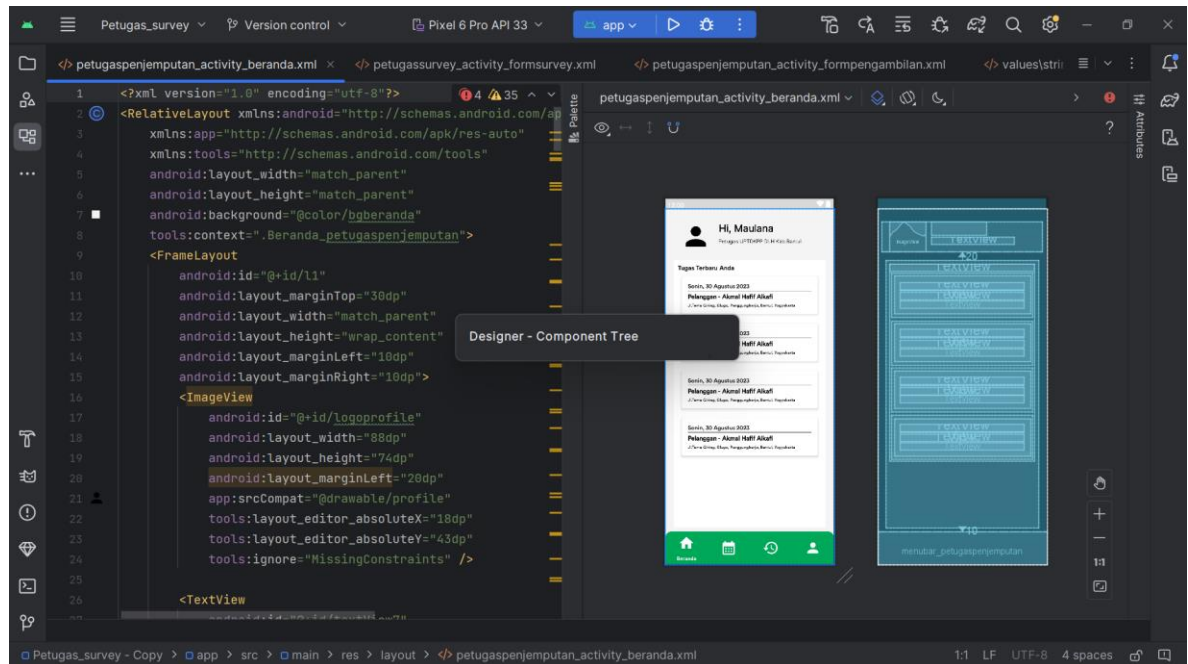 Petugas_survey
Version control
Pixel 6 Pro API 33
app
petugaspenjemputan_activity_beranda.xml
petugassurvey_activity_formsurvey.xml
petugaspenjemputan_activity_formpengambilan.xml
values\strin
1 <?xml version="1.0" encoding="utf-8"?>
4 35
2 <RelativeLayout xmlns:android="http://schemas.android.com/ap
3 xmlns:app="http://schemas.android.com/apk/res-auto"
4 xmlns:tools="http://schemas.android.com/tools"
5 android:layout_width="match_parent"
6 android:layout_height="match_parent"
7 android:background="@color/bgberanda"
8 tools:context=".Beranda_petugaspenjemputan">
9 <FrameLayout
10 android:id="@+id/l1"
11 android:layout_marginTop="30dp"
12 android:layout_width="match_parent"
13 android:layout_height="wrap_content"
14 android:layout_marginLeft="10dp"
15 android:layout_marginRight="10dp">
16 <ImageView
17 android:id="@+id/logoprofile"
18 android:layout_width="88dp"
19 android:layout_height="74dp"
20 android:layout_marginLeft="20dp"
21 app:srcCompat="@drawable/profile"
22 tools:layout_editor_absoluteX="18dp"
23 tools:layout_editor_absoluteY="43dp"
24 tools:ignore="MissingConstraints" />
25
26 <TextView
Palette
petugaspenjemputan_activity_beranda.xml
Attributes
Designer - Component Tree
Hi, Maulana
Tugas Terbaru Anda
Senin, 30 Agustus 2023
Pelanggan - Akmal Hafif Alkafi
023
Hafif Alkafi
Senin, 30 Agustus 2023
Pelanggan - Akmal Hafif Alkafi
Senin, 30 Agustus 2023
Pelanggan - Akmal Hafif Alkafi
Beranda
ImageView
TextView
20
TextView
10
menubar_petugaspenjemputan
1:1
Petugas_survey - Copy > app > src > main > res > layout > petugaspenjemputan_activity_beranda.xml
1:1 LF UTF-8 4 spaces